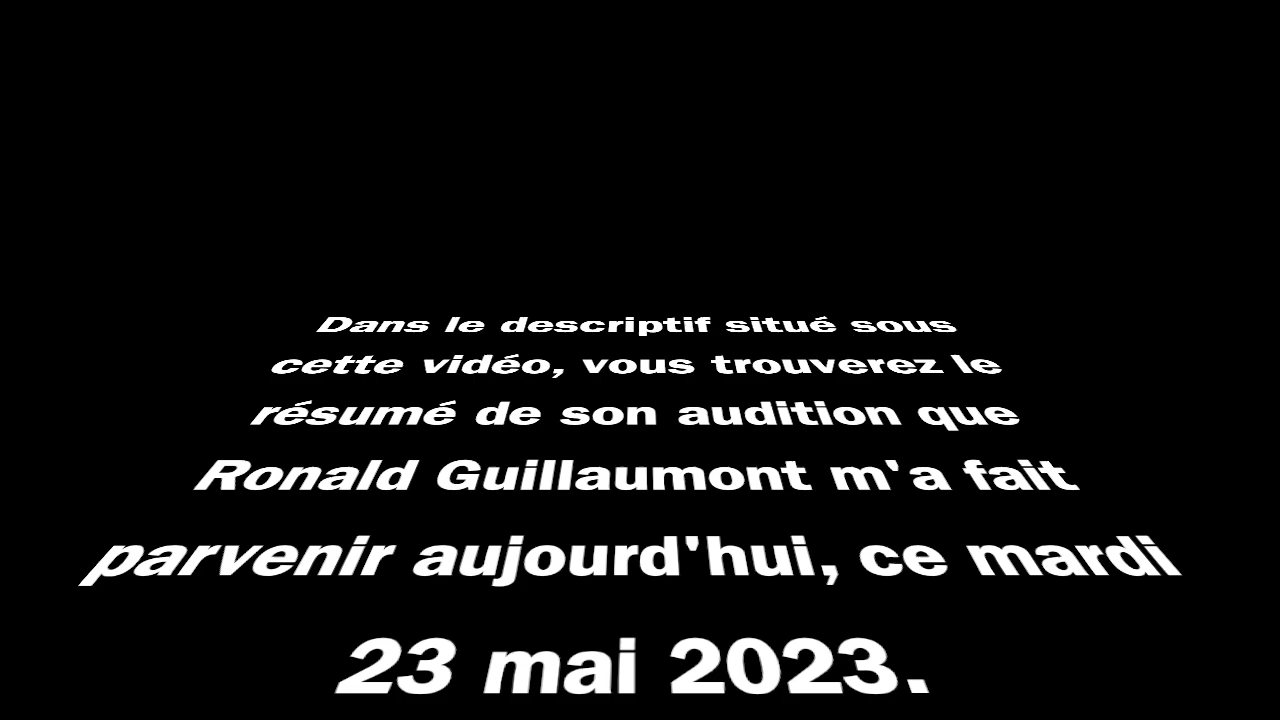 Dans le descriptif situé sous
cette vidéo, vous trouverez le
résumé de son audition que
Ronald Guillaumont m'a fait
parvenir aujourd'hui, ce mardi
23 mai 2023.